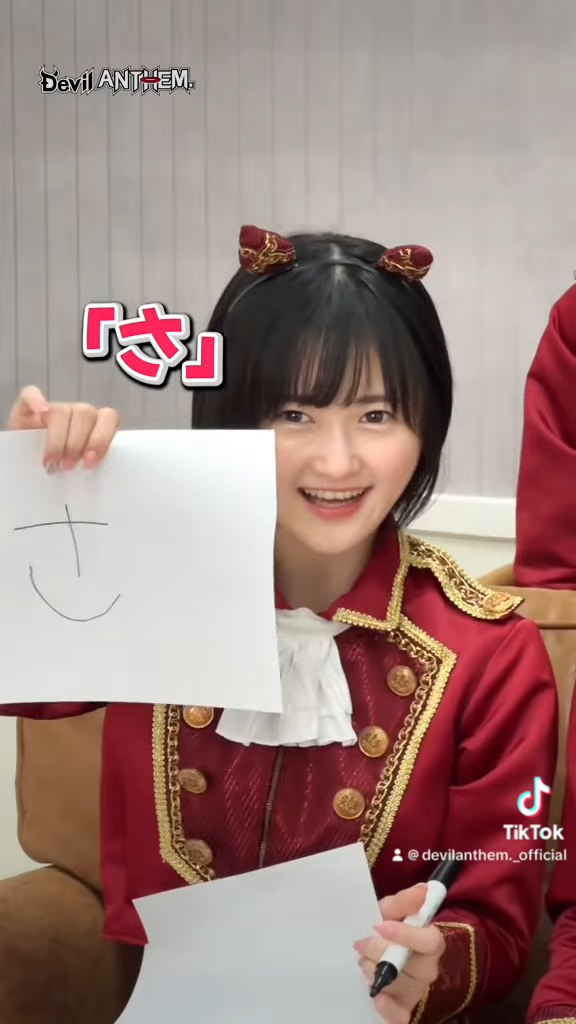 Devil ANTHEM.
「さ」
さ
TikTok
@devilanthem._official